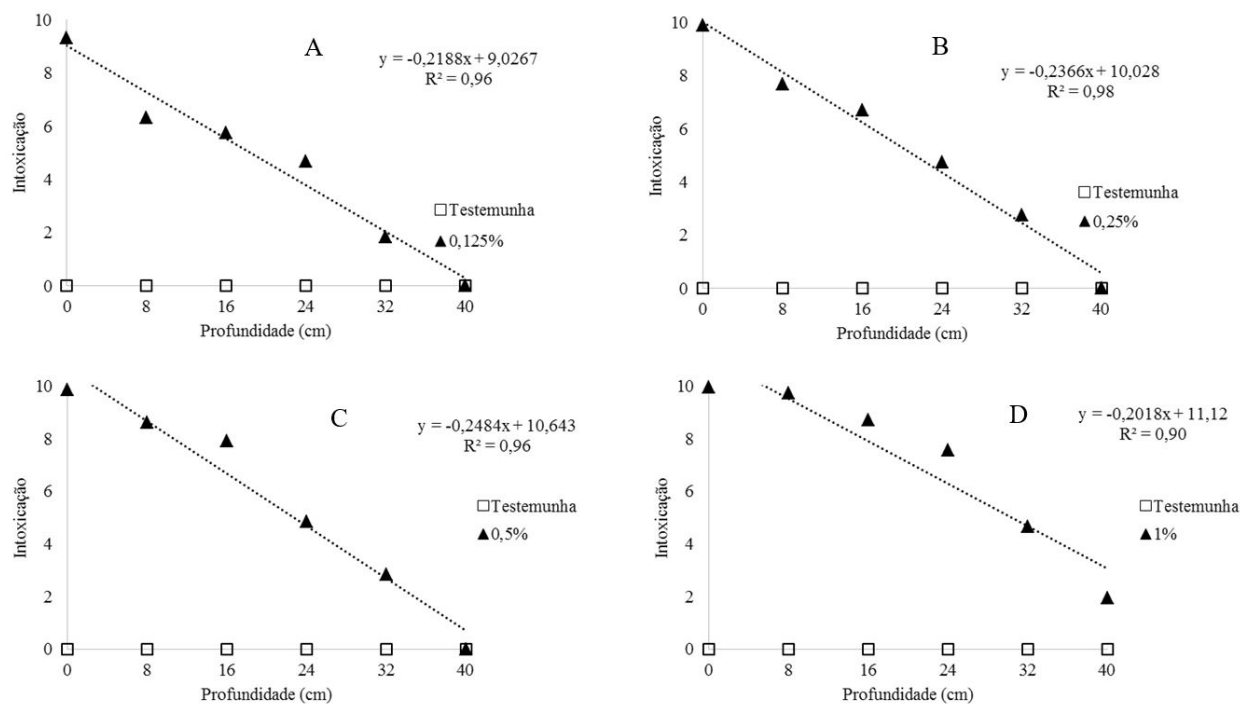 A
y = -0,2188x + 9,0267
R² = 0,96
Intoxicação
10
8
6
4
2
0
□ Testemunha
▲ 0,125%
0 8 16 24 32 40
Profundidade (cm)
B
y = -0,2366x + 10,028
R² = 0,98
Intoxicação
10
8
6
4
2
0
□ Testemunha
▲ 0,25%
0 8 16 24 32 40
Profundidade (cm)
C
y = -0,2484x + 10,643
R² = 0,96
Intoxicação
10
8
6
4
2
0
□ Testemunha
▲ 0,5%
0 8 16 24 32 40
Profundidade (cm)
D
y = -0,2018x + 11,12
R² = 0,90
Intoxicação
10
8
6
4
2
0
□ Testemunha
▲ 1%
0 8 16 24 32 40
Profundidade (cm)